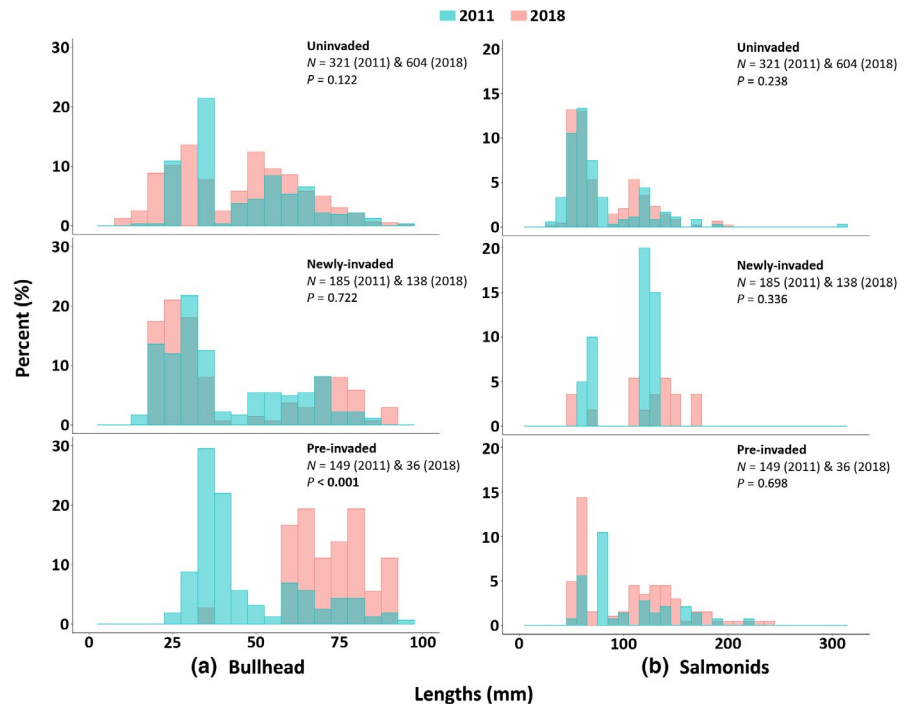 2011 2018
30
20
10
0
Uninvaded
N = 321 (2011) & 604 (2018)
P = 0.122
20
15
10
5
0
Uninvaded
N = 321 (2011) & 604 (2018)
P = 0.238
Percent (%)
30
20
10
0
Newly-invaded
N = 185 (2011) & 138 (2018)
P = 0.722
20
15
10
5
0
Newly-invaded
N = 185 (2011) & 138 (2018)
P = 0.336
30
20
10
0
Pre-invaded
N = 149 (2011) & 36 (2018)
P < 0.001
20
15
10
5
0
Pre-invaded
N = 149 (2011) & 36 (2018)
P = 0.698
0 25 50 75 100
0 100 200 300
(a) Bullhead
(b) Salmonids
Lengths (mm)